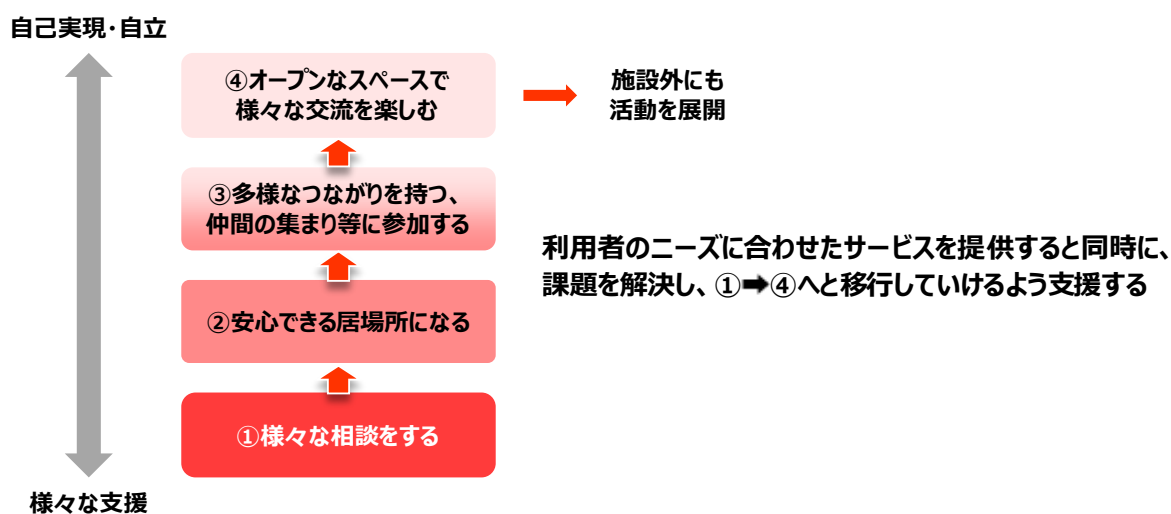 自己実現・自立
④オープンなスペースで
様々な交流を楽しむ
施設外にも
活動を展開
③多様なつながりを持つ、
仲間の集まり等に参加する
利用者のニーズに合わせたサービスを提供すると同時に、
課題を解決し、①➡④へと移行していけるよう支援する
②安心できる居場所になる
①様々な相談をする
様々な支援